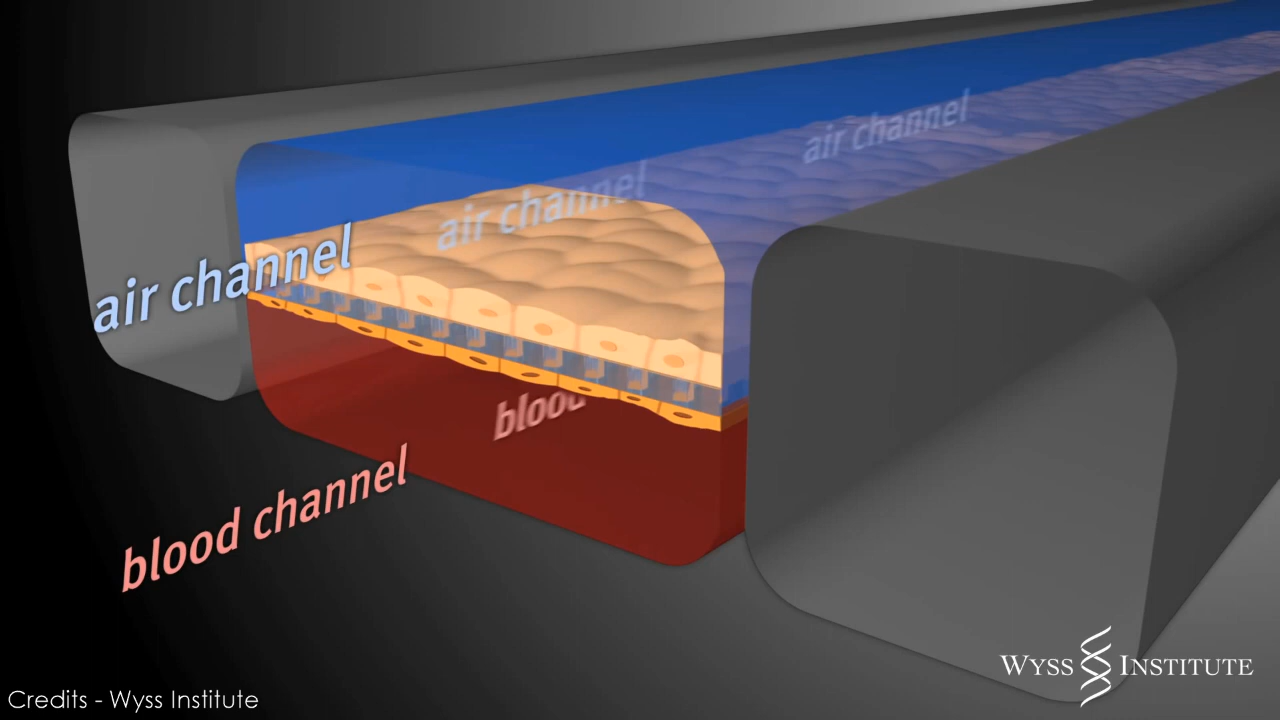 air channel
air channel
air channel
blood
blood channel
WYSS INSTITUTE
Credits - Wyss Institute